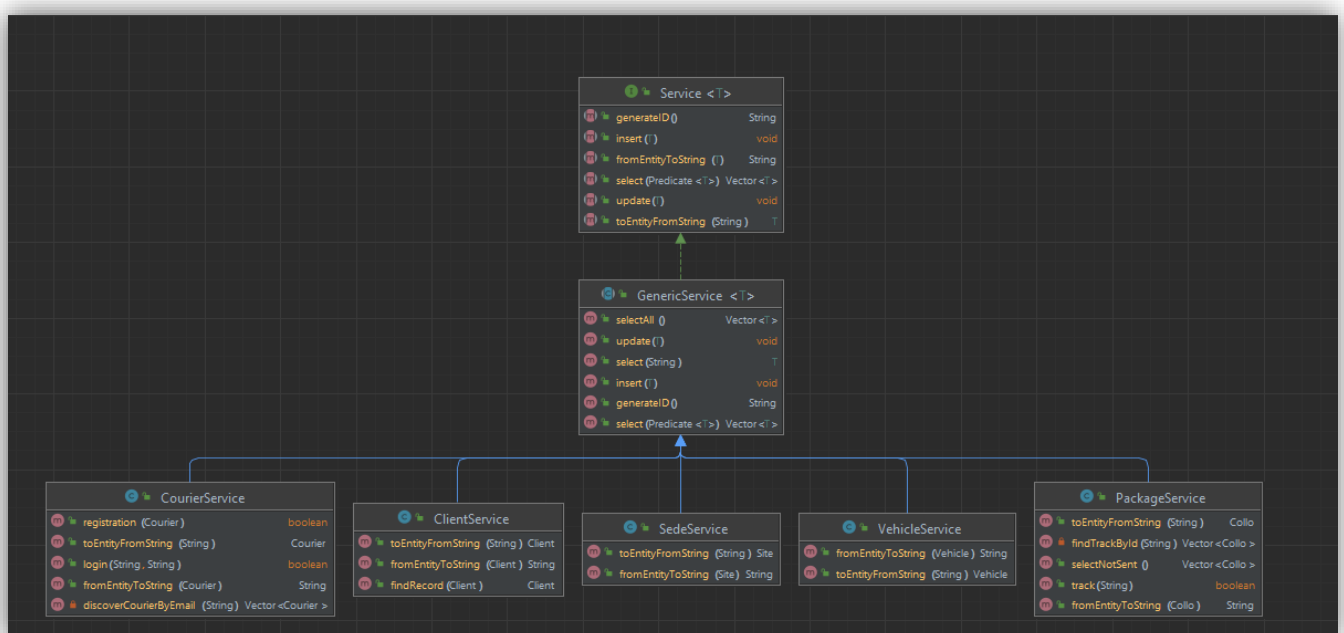 Service <T>
generateID() String
insert(T) void
fromEntityToString (T) String
select(Predicate <T>) Vector<T>
update(T) void
toEntityFromString (String) T
GenericService <T>
selectAll () Vector<T>
update(T) void
select(String) T
insert(T) void
generateID() String
select(Predicate <T>) Vector<T>
CourierService
registration (Courier) boolean
toEntityFromString (String) Courier
login(String, String) boolean
fromEntityToString (Courier) String
discoverCourierByEmail (String) Vector<Courier >
ClientService
toEntityFromString (String) Client
fromEntityToString (Client) String
findRecord(Client) Client
SedeService
toEntityFromString (String) Site
fromEntityToString (Site) String
VehicleService
fromEntityToString (Vehicle) String
toEntityFromString (String) Vehicle
PackageService
toEntityFromString (String) Collo
findTrackById (String) Vector<Collo >
selectNotSent () Vector<Collo >
track(String) boolean
fromEntityToString (Collo) String